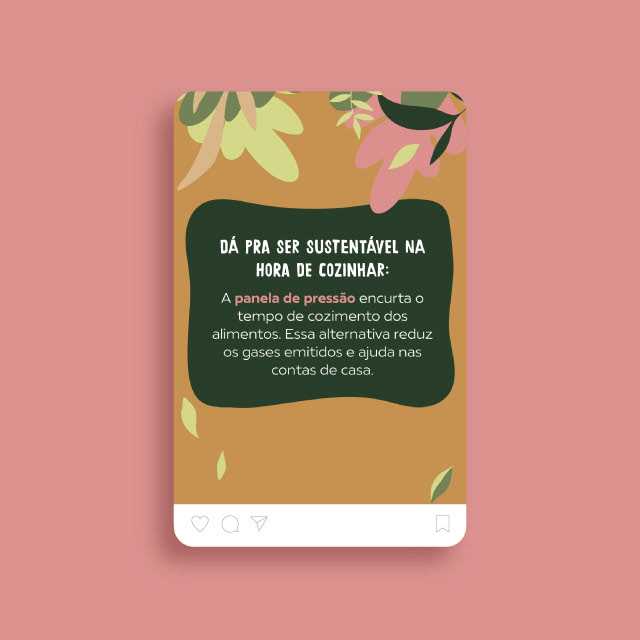 DÁ PRA SER SUSTENTÁVEL NA
HORA DE COZINHAR:
A panela de pressão encurta o
tempo de cozimento dos
alimentos. Essa alternativa reduz
os gases emitidos e ajuda nas
contas de casa.